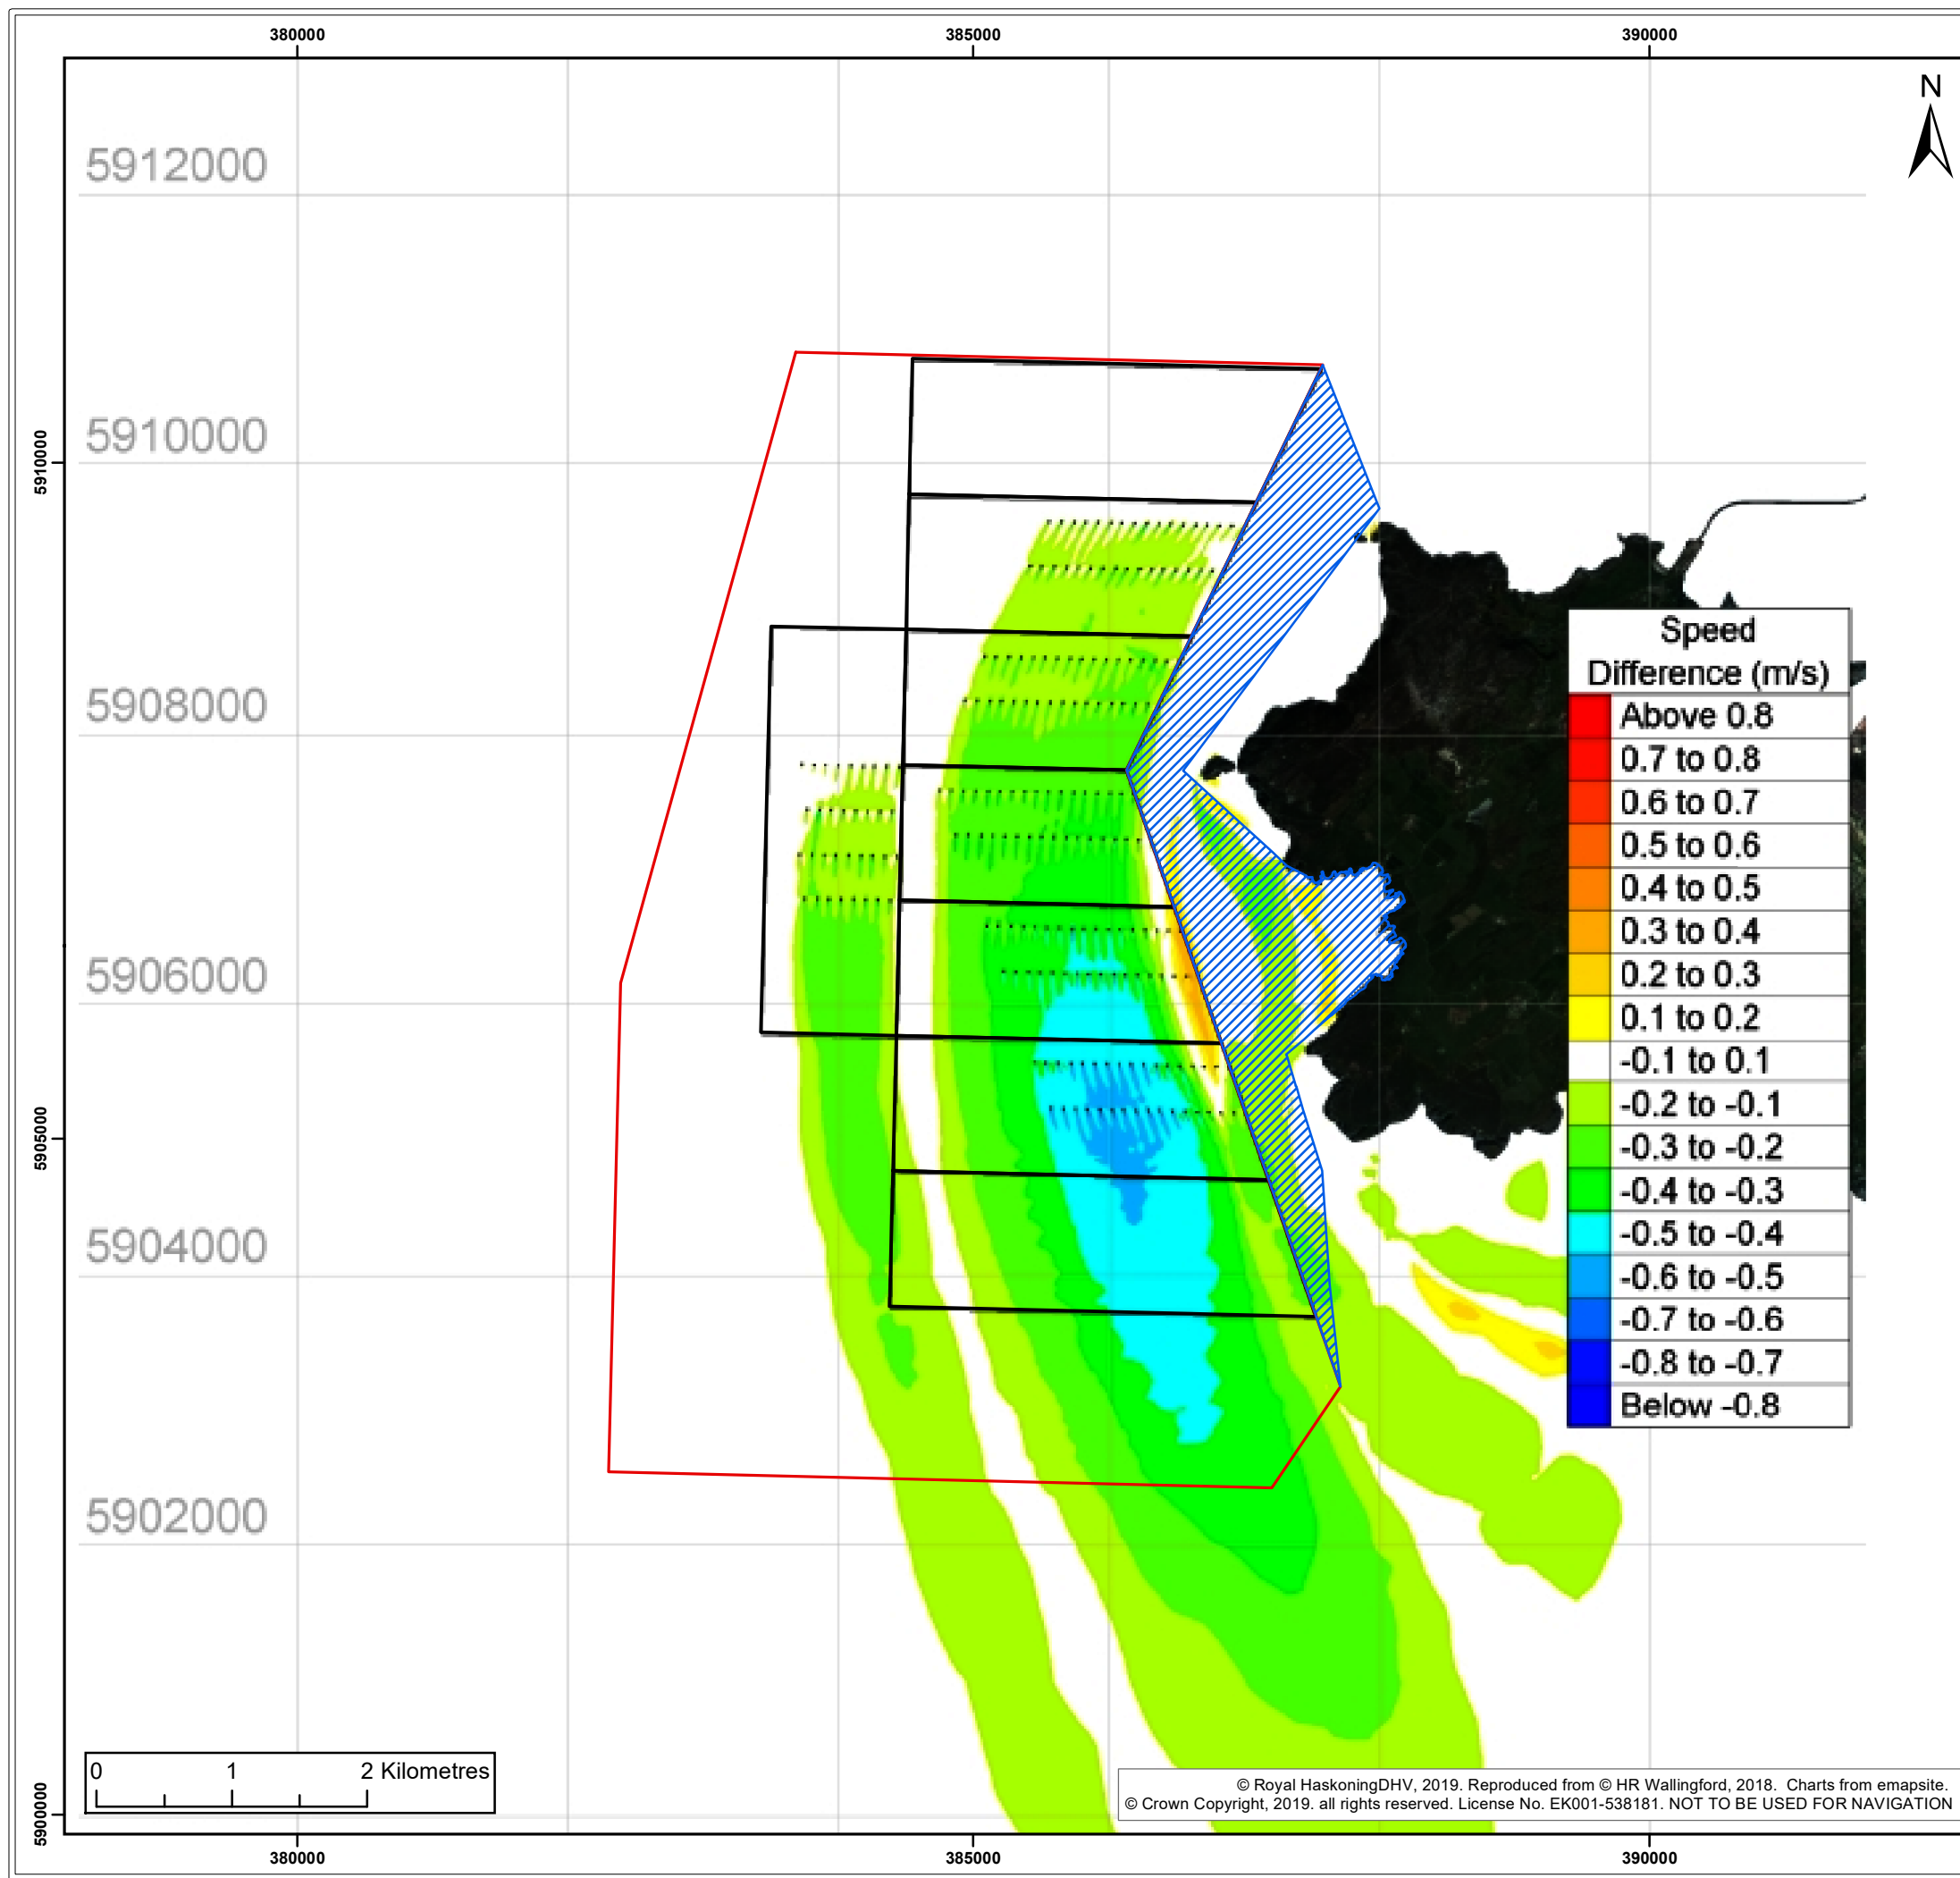 380000
385000
390000
N
5912000
5910000
5910000
5908000
5906000
5905000
5904000
5902000
5900000
Speed
Difference (m/s)
Above 0.8
0.7 to 0.8
0.6 to 0.7
0.5 to 0.6
0.4 to 0.5
0.3 to 0.4
0.2 to 0.3
0.1 to 0.2
-0.1 to 0.1
-0.2 to -0.1
-0.3 to -0.2
-0.4 to -0.3
-0.5 to -0.4
-0.6 to -0.5
-0.7 to -0.6
-0.8 to -0.7
Below -0.8
0 1 2 Kilometres
© Royal HaskoningDHV, 2019. Reproduced from © HR Wallingford, 2018. Charts from emapsite.
© Crown Copyright, 2019. all rights reserved. License No. EK001-538181. NOT TO BE USED FOR NAVIGATION
380000
385000
390000